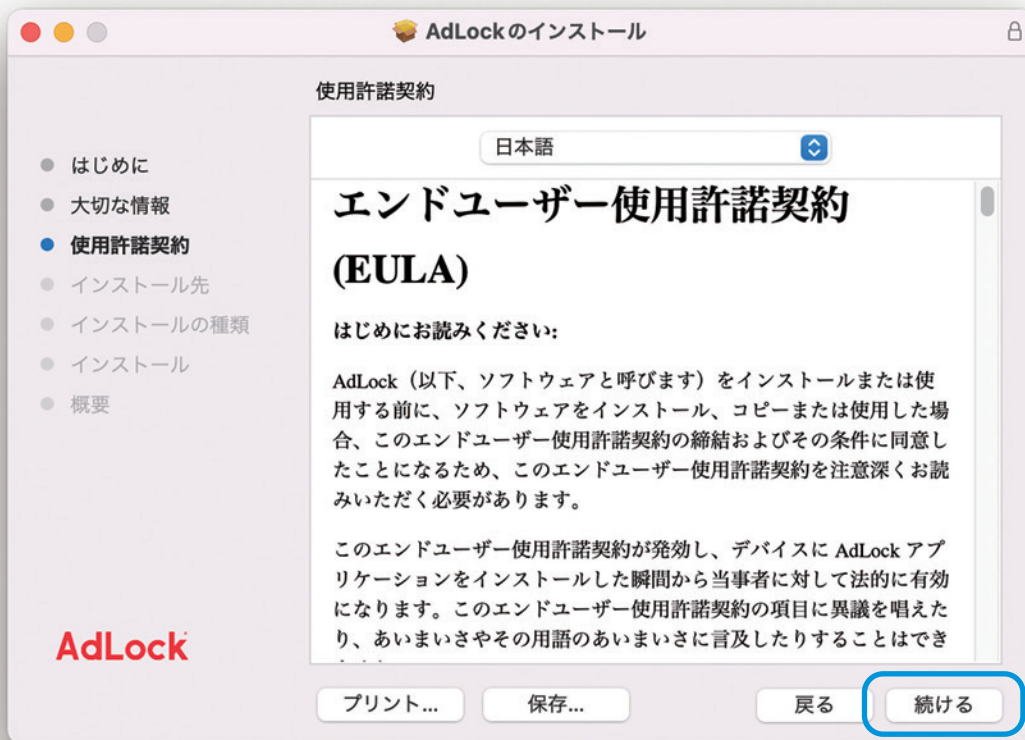 AdLockのインストール
使用許諾契約
はじめに
大切な情報
使用許諾契約
インストール先
インストールの種類
インストール
概要
AdLock
日本語
エンドユーザー使用許諾契約
(EULA)
はじめにお読みください:
AdLock（以下、ソフトウェアと呼びます）をインストールまたは使
用する前に、ソフトウェアをインストール、コピーまたは使用した場
合、このエンドユーザー使用許諾契約の締結およびその条件に同意し
たことになるため、このエンドユーザー使用許諾契約を注意深くお読
みいただく必要があります。
このエンドユーザー使用許諾契約が発効し、デバイスに AdLock アプ
リケーションをインストールした瞬間から当事者に対して法的に有効
になります。このエンドユーザー使用許諾契約の項目に異議を唱えた
り、あいまいさやその用語のあいまいさに言及したりすることはでき
プリント...
保存...
戻る
続ける